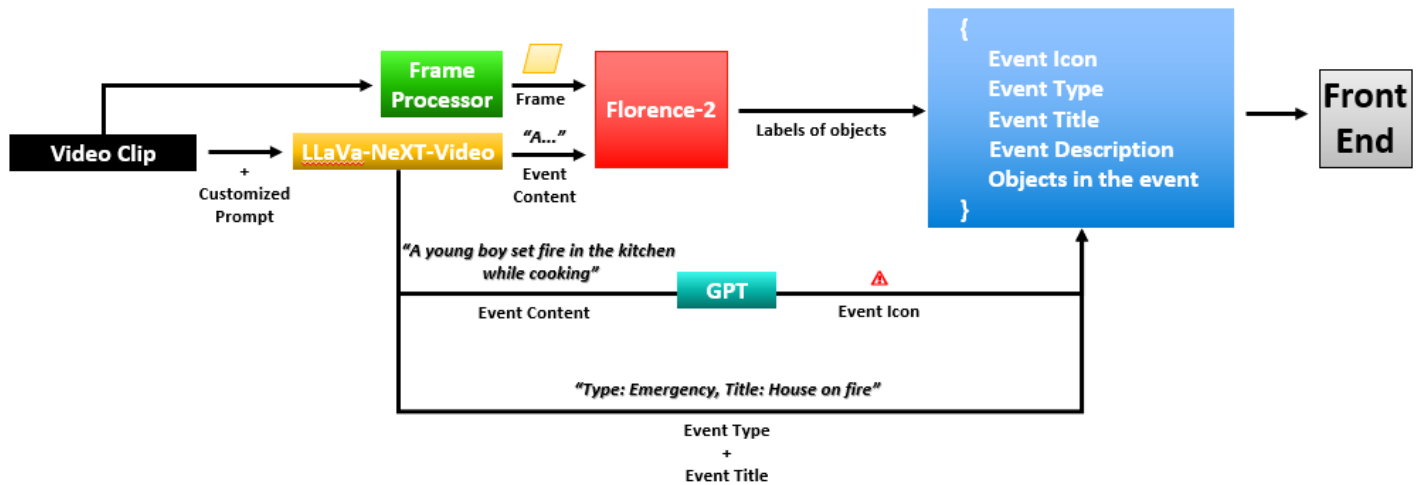 Video Clip
+
Customized
Prompt
Frame
Processor
LLaVa-NeXT-Video
Frame
“A...”
Event
Content
Florence-2
Labels of objects
{
Event Icon
Event Type
Event Title
Event Description
Objects in the event
}
Front
End
“A young boy set fire in the kitchen
while cooking”
Event Content
GPT
Event Icon
“Type: Emergency, Title: House on fire”
Event Type
+
Event Title